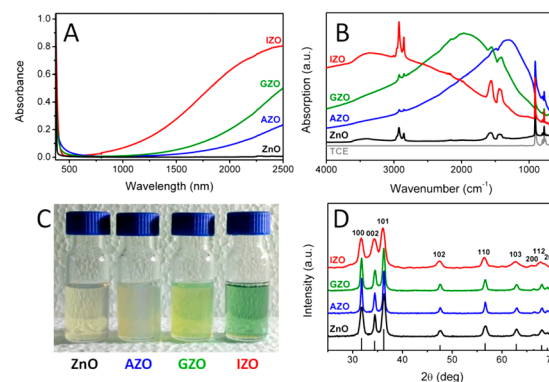 A
IZO
GZO
AZO
ZnO
Absorbance
0.8
0.6
0.4
0.2
0.0
500
1000
1500
2000
2500
Wavelength (nm)
B
IZO
GZO
AZO
ZnO
TCE
Absorption (a.u.)
4000
3000
2000
1000
Wavenumber (cm-1)
C
ZnO AZO GZO IZO
D
100 002 101
102
110
103
200
112
IZO
GZO
AZO
ZnO
Intensity (a.u.)
30
40
50
60
70
2θ (deg)